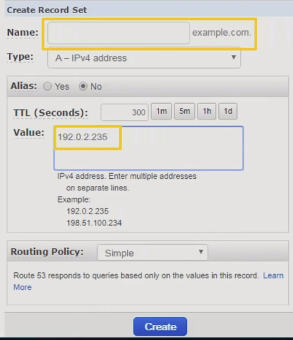 Create Record Set
Name: example.com.
Type: A – IPv4 address
Alias: Yes No
TTL (Seconds): 300 1m 5m 1h 1d
Value: 192.0.2.235
IPv4 address. Enter multiple addresses
on separate lines.
Example:
192.0.2.235
198.51.100.234
Routing Policy: Simple
Route 53 responds to queries based only on the values in this record. Learn
More
Create